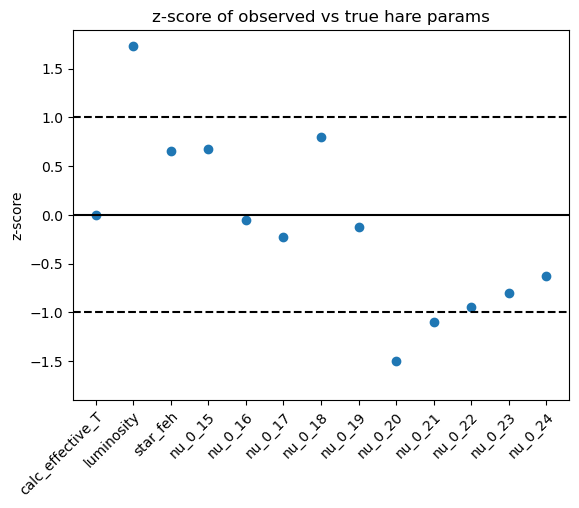 z-score of observed vs true hare params
z-score
1.5
1.0
0.5
0.0
−0.5
−1.0
−1.5
calc_effective_T
luminosity
star_feh
nu_0_15
nu_0_16
nu_0_17
nu_0_18
nu_0_19
nu_0_20
nu_0_21
nu_0_22
nu_0_23
nu_0_24